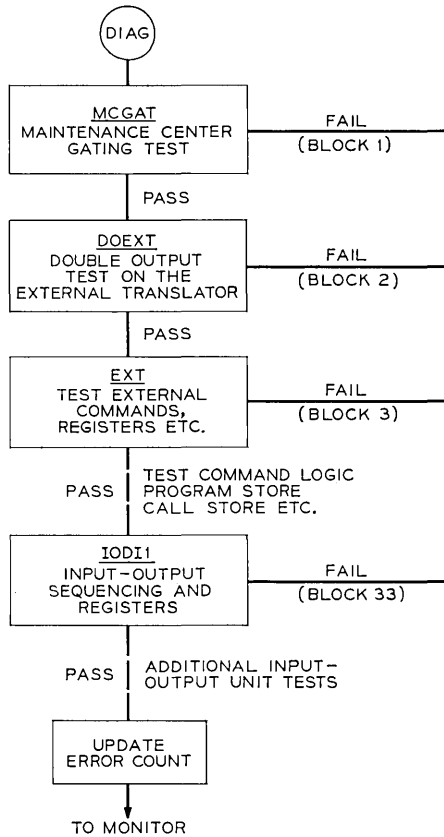 DIAG
MCGAT
MAINTENANCE CENTER
GATING TEST
FAIL
(BLOCK 1)
PASS
DOEXT
DOUBLE OUTPUT
TEST ON THE
EXTERNAL TRANSLATOR
FAIL
(BLOCK 2)
PASS
EXT
TEST EXTERNAL
COMMANDS,
REGISTERS ETC.
FAIL
(BLOCK 3)
PASS
TEST COMMAND LOGIC
PROGRAM STORE
CALL STORE ETC.
IODI1
INPUT-OUTPUT
SEQUENCING AND
REGISTERS
FAIL
(BLOCK 33)
PASS
ADDITIONAL INPUT-
OUTPUT UNIT TESTS
UPDATE
ERROR COUNT
TO MONITOR